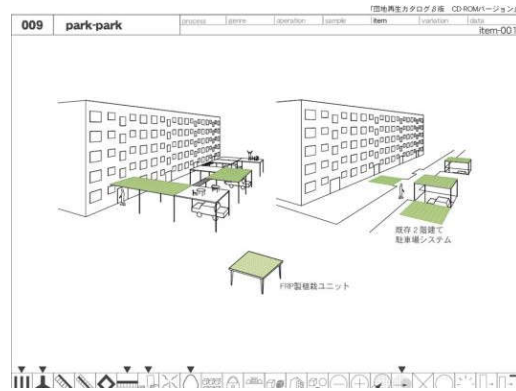 「団地再生カタログβ版 CD-ROMバージョン」
009 park-park process genre operation sample item variation data
item-001
既存2階建て
駐車場システム
FRP製植栽ユニット